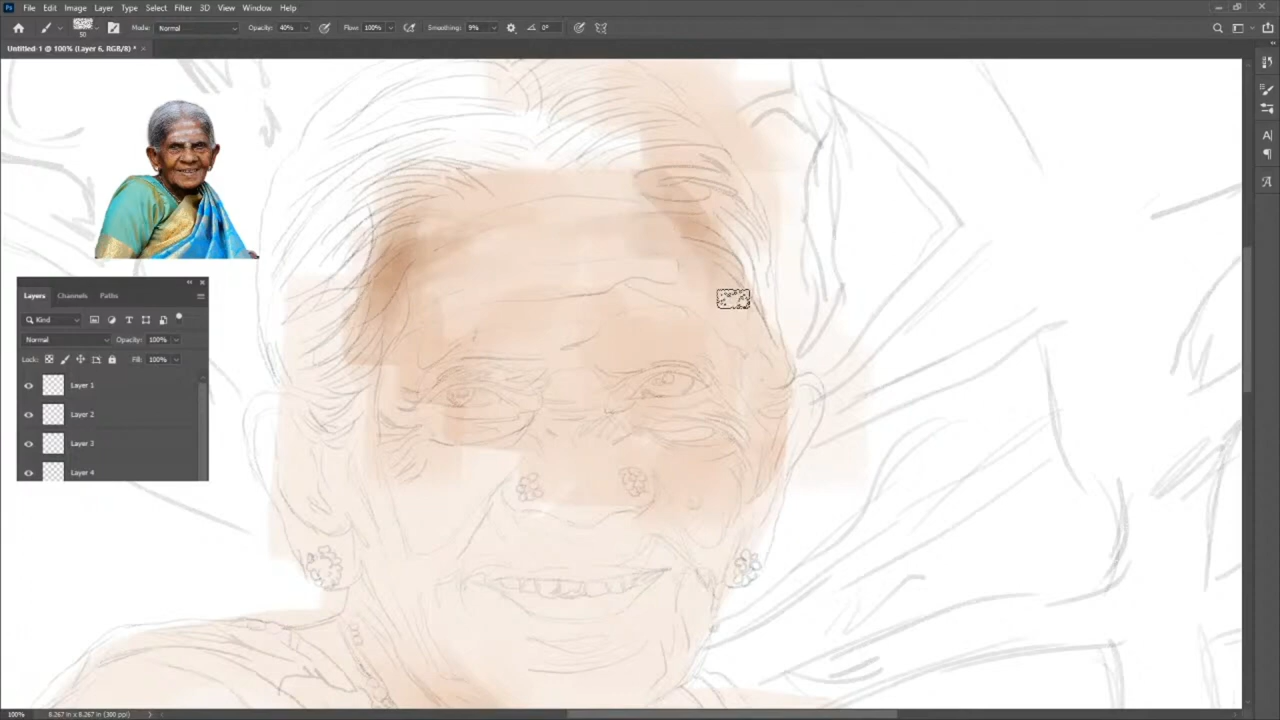 Ps File Edit Image Layer Type Select Filter 3D View Window Help
50 Mode: Normal Opacity: 40% Flow: 100% Smoothing: 9% 0°
Untitled-1 @ 100% (Layer 6, RGB/8) *
Layers Channels Paths
Kind
Normal Opacity: 100%
Lock: Fill: 100%
Layer 1
Layer 2
Layer 3
Layer 4
100% 8.267 in x 8.267 in (300 ppi)